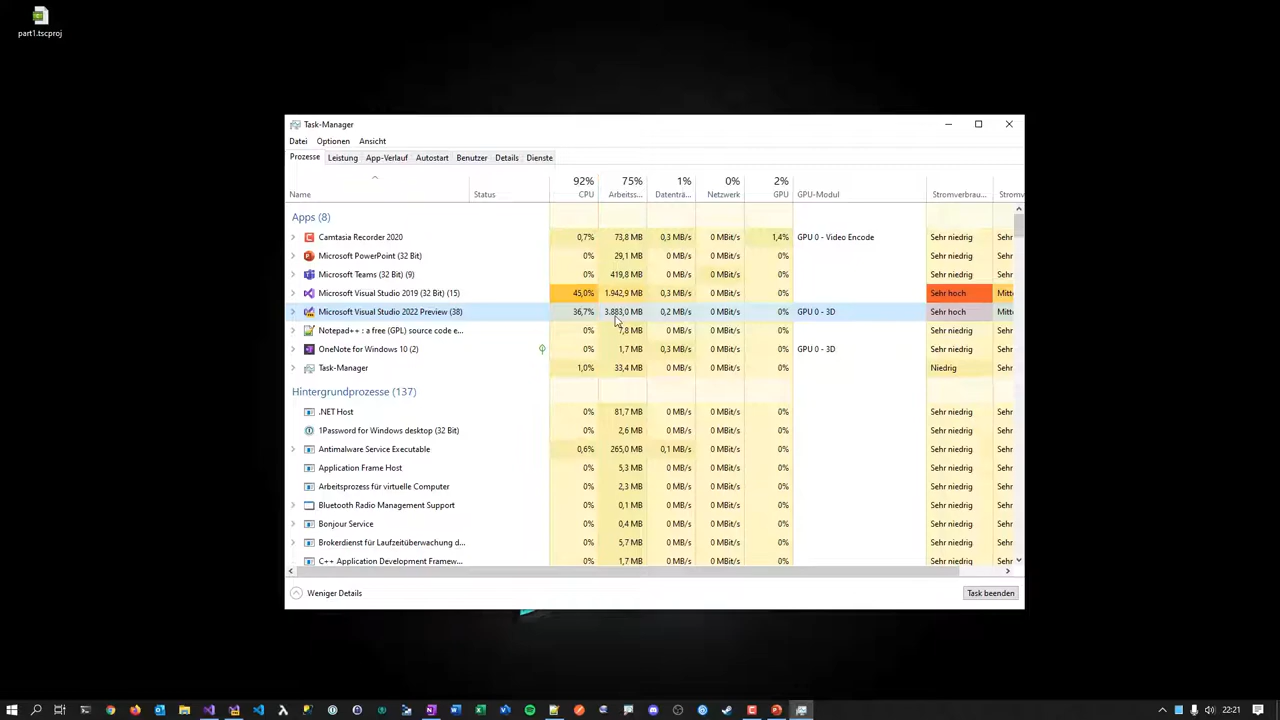 part1.tscproj
Task-Manager
Datei Optionen Ansicht
Prozesse Leistung App-Verlauf Autostart Benutzer Details Dienste
92% 75% 1% 0% 2%
Name Status CPU Arbeitss... Datenträ... Netzwerk GPU GPU-Modul Stromverbrau... Stromv
Apps (8)
Camtasia Recorder 2020 0,7% 73,8 MB 0,3 MB/s 0 MBit/s 1,4% GPU 0 - Video Encode Sehr niedrig Sehr
Microsoft PowerPoint (32 Bit) 0% 29,1 MB 0 MB/s 0 MBit/s 0% Sehr niedrig Sehr
Microsoft Teams (32 Bit) (9) 0% 419,8 MB 0 MB/s 0 MBit/s 0% Sehr niedrig Sehr
Microsoft Visual Studio 2019 (32 Bit) (15) 45,0% 1.942,9 MB 0,3 MB/s 0 MBit/s 0% Sehr hoch Mitt
Microsoft Visual Studio 2022 Preview (38) 36,7% 3.883,0 MB 0,2 MB/s 0 MBit/s 0% GPU 0 - 3D Sehr hoch Mitt
Notepad++ : a free (GPL) source code e... 0% 7,8 MB 0 MB/s 0 MBit/s 0% Sehr niedrig Sehr
OneNote for Windows 10 (2) 0% 1,7 MB 0,3 MB/s 0 MBit/s 0% GPU 0 - 3D Sehr niedrig Sehr
Task-Manager 1,0% 33,4 MB 0 MB/s 0 MBit/s 0% Niedrig Sehr
Hintergrundprozesse (137)
.NET Host 0% 81,7 MB 0 MB/s 0 MBit/s 0% Sehr niedrig Sehr
1Password for Windows desktop (32 Bit) 0% 2,6 MB 0 MB/s 0 MBit/s 0% Sehr niedrig Sehr
Antimalware Service Executable 0,6% 265,0 MB 0,1 MB/s 0 MBit/s 0% Sehr niedrig Sehr
Application Frame Host 0% 5,3 MB 0 MB/s 0 MBit/s 0% Sehr niedrig Sehr
Arbeitsprozess für virtuelle Computer 0% 2,3 MB 0 MB/s 0 MBit/s 0% Sehr niedrig Sehr
Bluetooth Radio Management Support 0% 0,1 MB 0 MB/s 0 MBit/s 0% Sehr niedrig Sehr
Bonjour Service 0% 0,4 MB 0 MB/s 0 MBit/s 0% Sehr niedrig Sehr
Brokerdienst für Laufzeitüberwachung d... 0% 5,7 MB 0 MB/s 0 MBit/s 0% Sehr niedrig Sehr
C++ Application Development Framew... 0% 1,7 MB 0 MB/s 0 MBit/s 0% Sehr niedrig Sehr
Weniger Details Task beenden
22:21